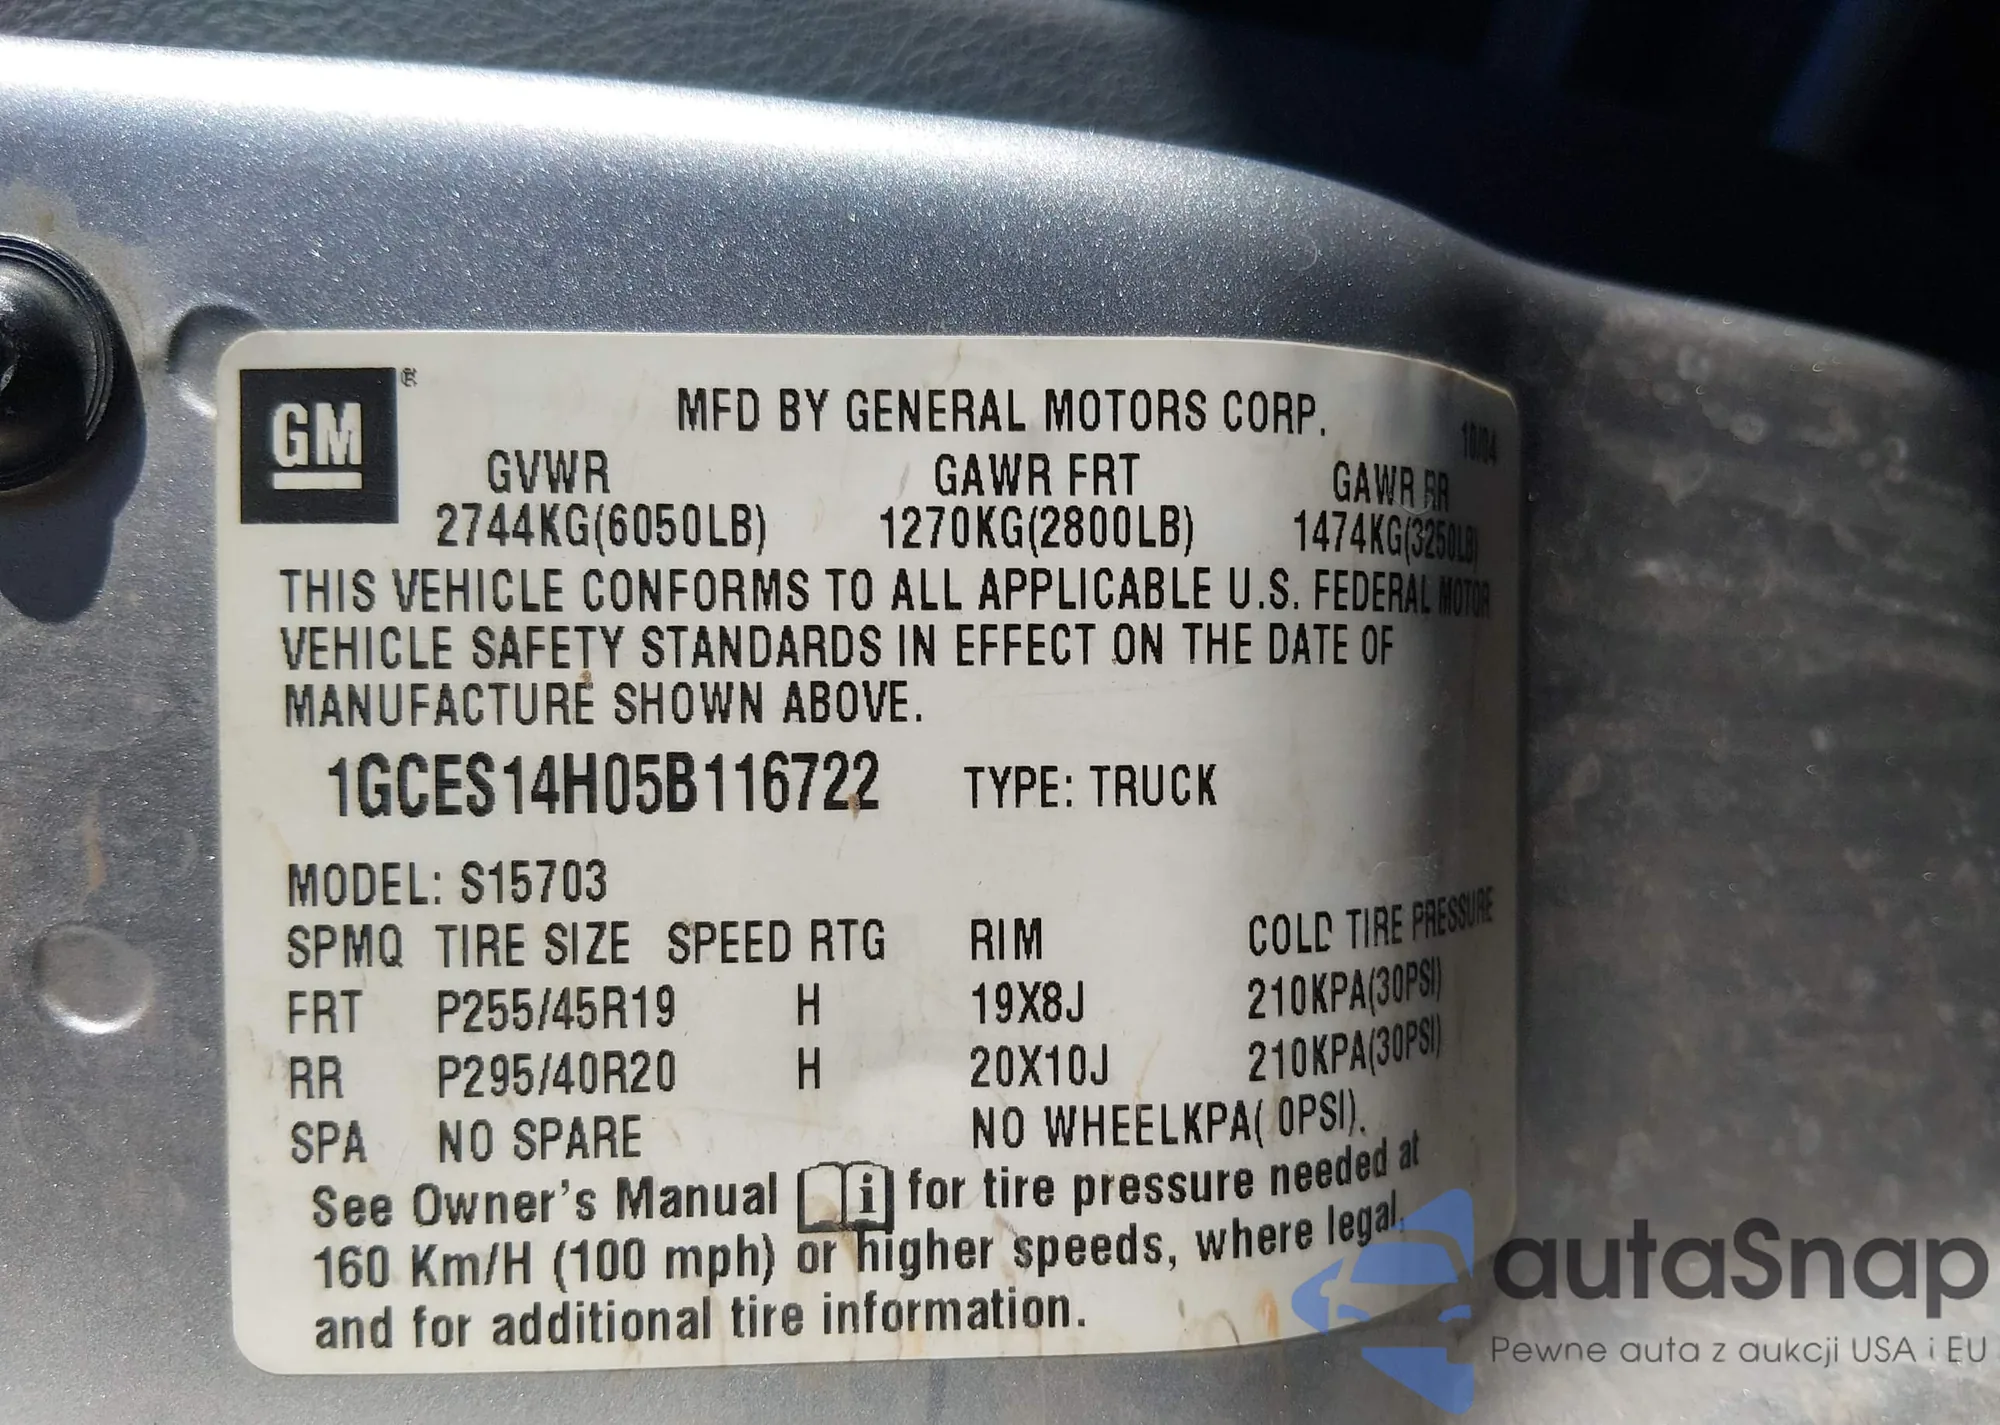 GM®
MFD BY GENERAL MOTORS CORP.
10/04
GVWR GAWR FRT GAWR RR
2744KG(6050LB) 1270KG(2800LB) 1474KG(3250LB)
THIS VEHICLE CONFORMS TO ALL APPLICABLE U.S. FEDERAL MOTOR
VEHICLE SAFETY STANDARDS IN EFFECT ON THE DATE OF
MANUFACTURE SHOWN ABOVE.
1GCES14H05B116722 TYPE: TRUCK
MODEL: S15703
SPMQ TIRE SIZE SPEED RTG RIM COLD TIRE PRESSURE
FRT P255/45R19 H 19X8J 210KPA(30PSI)
RR P295/40R20 H 20X10J 210KPA(30PSI)
SPA NO SPARE NO WHEELKPA( 0PSI).
See Owner's Manual i for tire pressure needed at
160 Km/H (100 mph) or higher speeds, where legal,
and for additional tire information.
autaSnap
Pewne auta z aukcji USA i EU